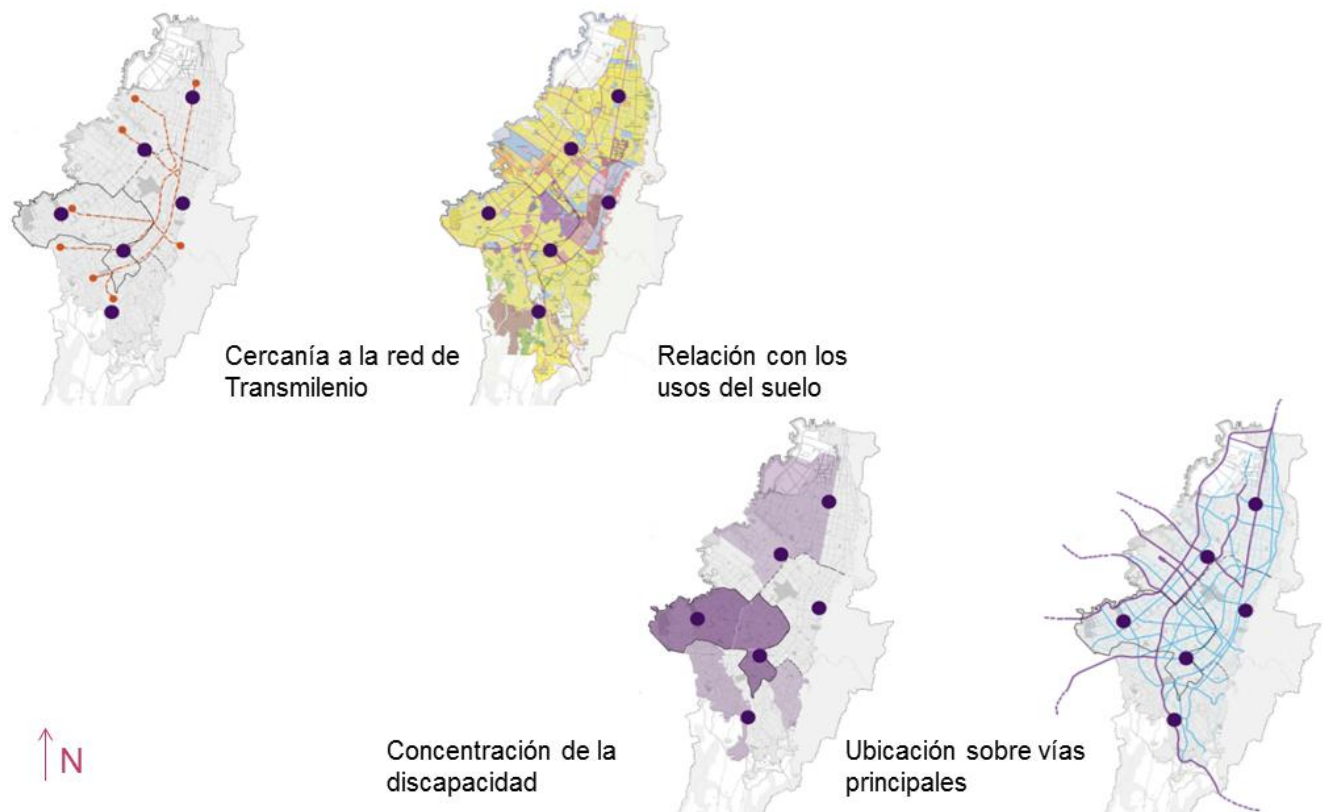 Cercanía a la red de
Transmilenio
Relación con los
usos del suelo
Concentración de la
discapacidad
Ubicación sobre vías
principales
N